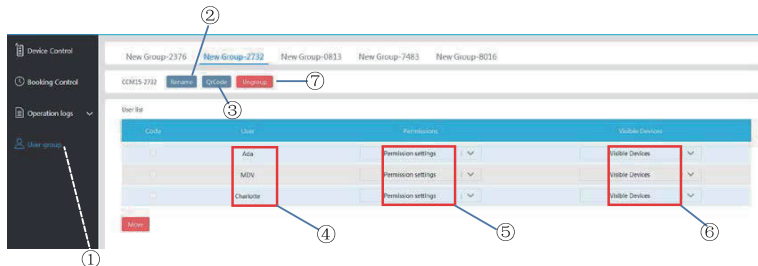 ②
Device Control
New Group-2376 New Group-2732 New Group-0813 New Group-7483 New Group-8016
Booking Control
CCM15-2732 Rename QrCode Ungroup ⑦
③
Operation logs
User list
Code User Permissions Visible Devices
User group
Ada Permission settings Visible Devices
MDV Permission settings Visible Devices
Charlotte Permission settings Visible Devices
Move
④ ⑤ ⑥
①